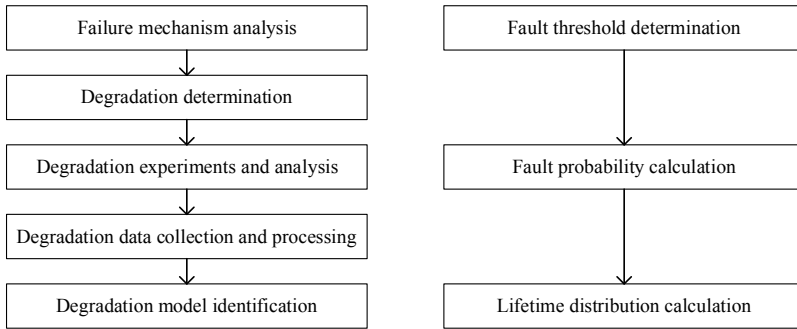 Failure mechanism analysis
Degradation determination
Degradation experiments and analysis
Degradation data collection and processing
Degradation model identification
Fault threshold determination
Fault probability calculation
Lifetime distribution calculation